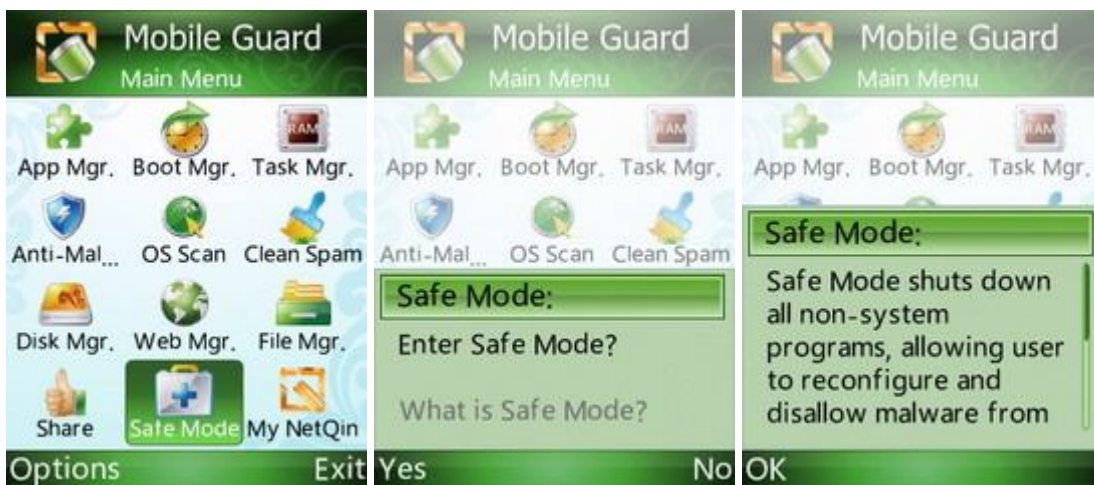 Mobile Guard
Main Menu
App Mgr. Boot Mgr. Task Mgr.
RAM
Anti-Mal... OS Scan Clean Spam
Disk Mgr. Web Mgr. File Mgr.
Share Safe Mode My NetQin
Options Exit
Mobile Guard
Main Menu
RAM
App Mgr. Boot Mgr. Task Mgr.
Anti-Mal... OS Scan Clean Spam
Safe Mode:
Enter Safe Mode?
What is Safe Mode?
Yes No
Mobile Guard
Main Menu
RAM
App Mgr. Boot Mgr. Task Mgr.
Safe Mode:
Safe Mode shuts down
all non-system
programs, allowing user
to reconfigure and
disallow malware from
OK